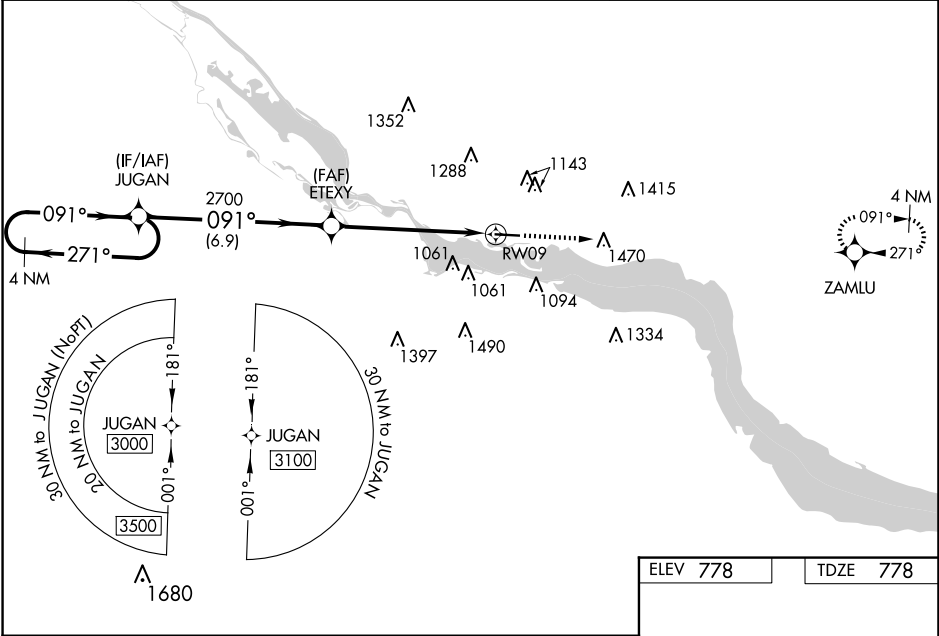 1352
1288
1143
1415
(IF/IAF)
JUGAN
(FAF)
ETEXY
2700
091°
(6.9)
091°
271°
4 NM
4 NM
091°
271°
ZAMLU
RW09
1470
1061
1061
1094
1334
1397
1490
30 NM to JUGAN (NoPT)
20 NM to JUGAN
181°
JUGAN
3000
001°
3500
181°
JUGAN
3100
001°
30 NM to JUGAN
1680
ELEV 778
TDZE 778